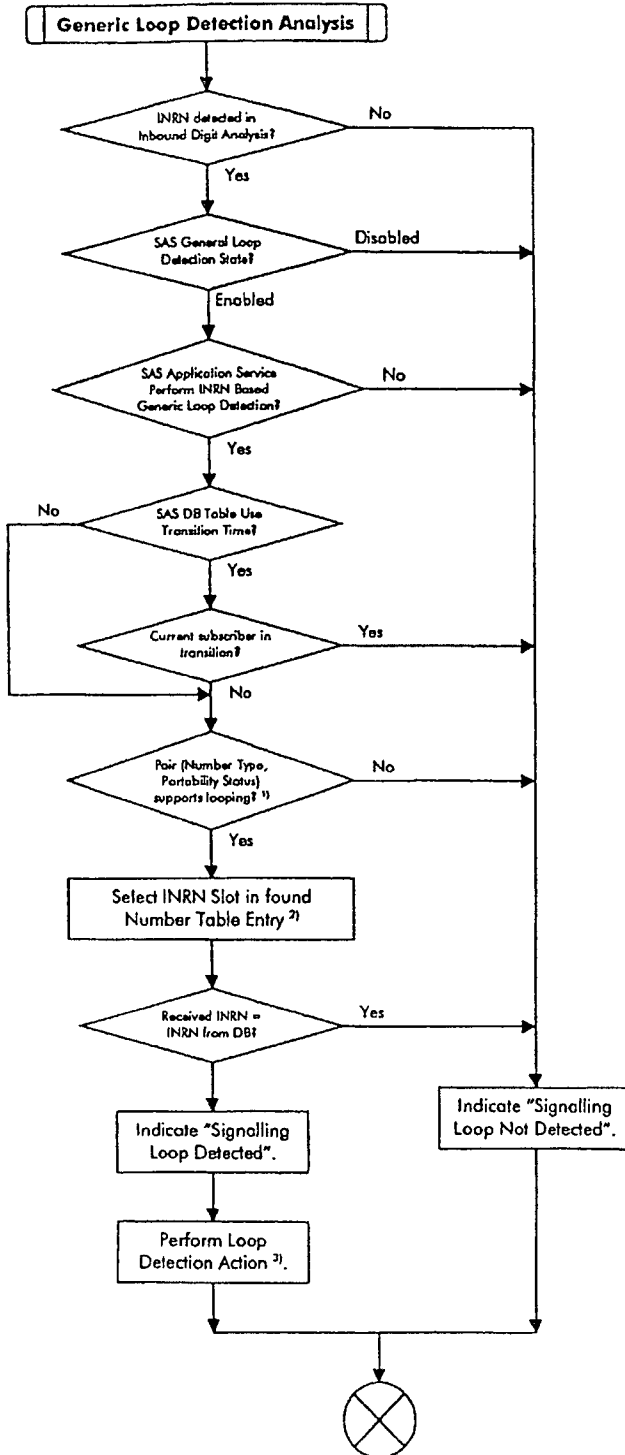 Generic Loop Detection Analysis
INRN detected in
Inbound Digit Analysis?
No
Yes
SAS General Loop
Detection State?
Disabled
Enabled
SAS Application Service
Perform INRN Based
Generic Loop Detection?
No
Yes
No
SAS DB Table Use
Transition Time?
Yes
Current subscriber in
transition?
Yes
No
Pair (Number Type,
Portability Status)
supports looping? 1)
No
Yes
Select INRN Slot in found
Number Table Entry 2)
Received INRN =
INRN from DB?
Yes
Indicate "Signalling
Loop Detected".
Indicate "Signalling
Loop Not Detected".
Perform Loop
Detection Action 3).